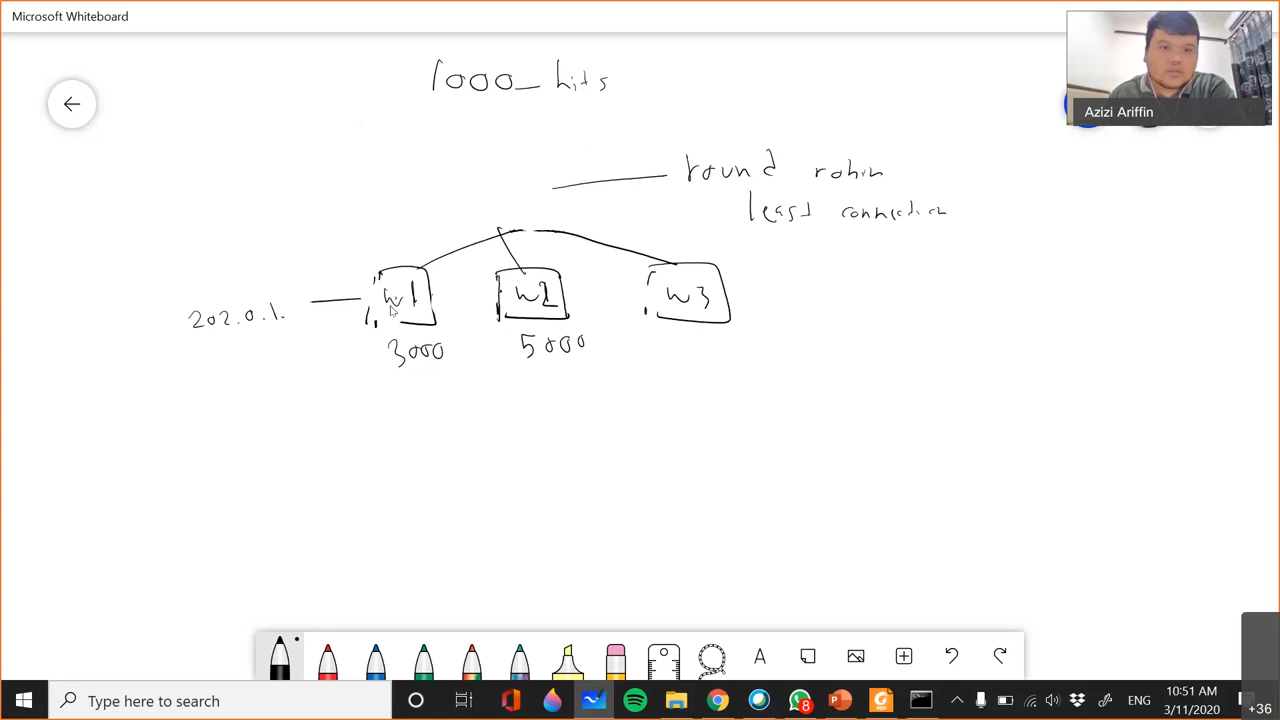 Microsoft Whiteboard
Azizi Ariffin
1000 hits
round robin
least connection
w1
w2
w3
202.0.1.
3000
5000
A
Type here to search
8
ENG
10:51 AM
3/11/2020
+36